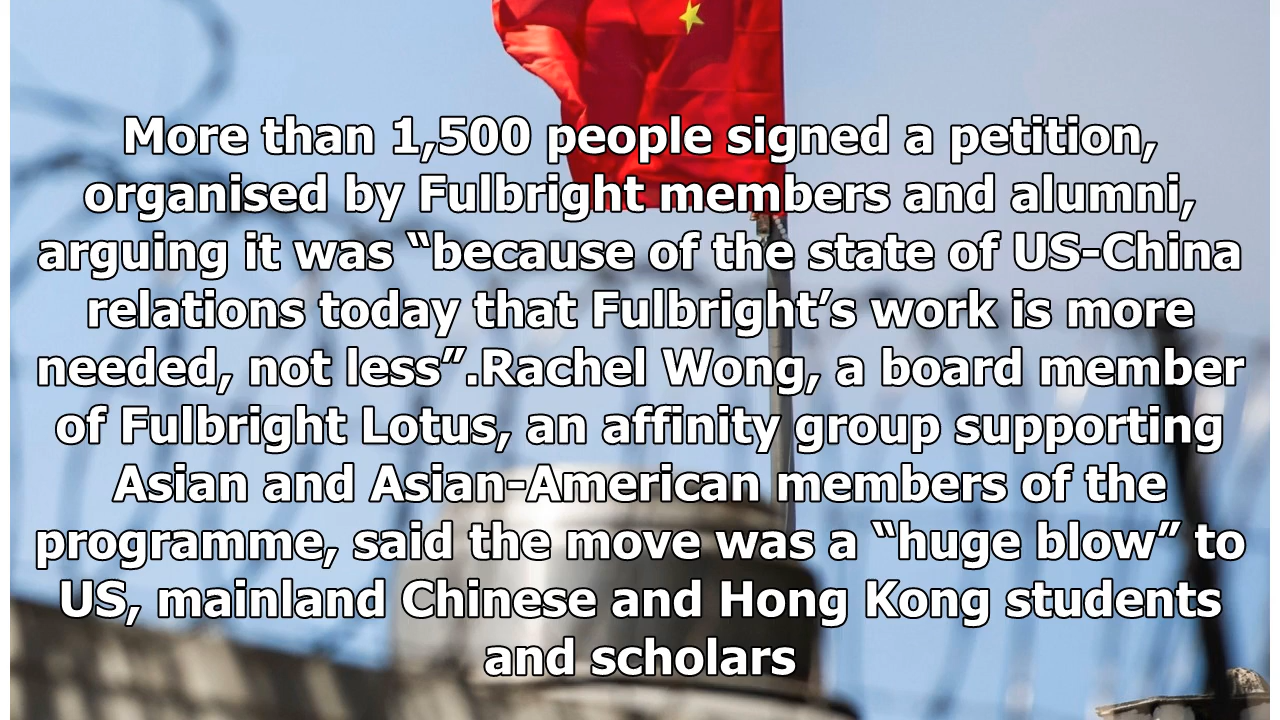 More than 1,500 people signed a petition,
organised by Fulbright members and alumni,
arguing it was “because of the state of US-China
relations today that Fulbright’s work is more
needed, not less”.Rachel Wong, a board member
of Fulbright Lotus, an affinity group supporting
Asian and Asian-American members of the
programme, said the move was a “huge blow” to
US, mainland Chinese and Hong Kong students
and scholars